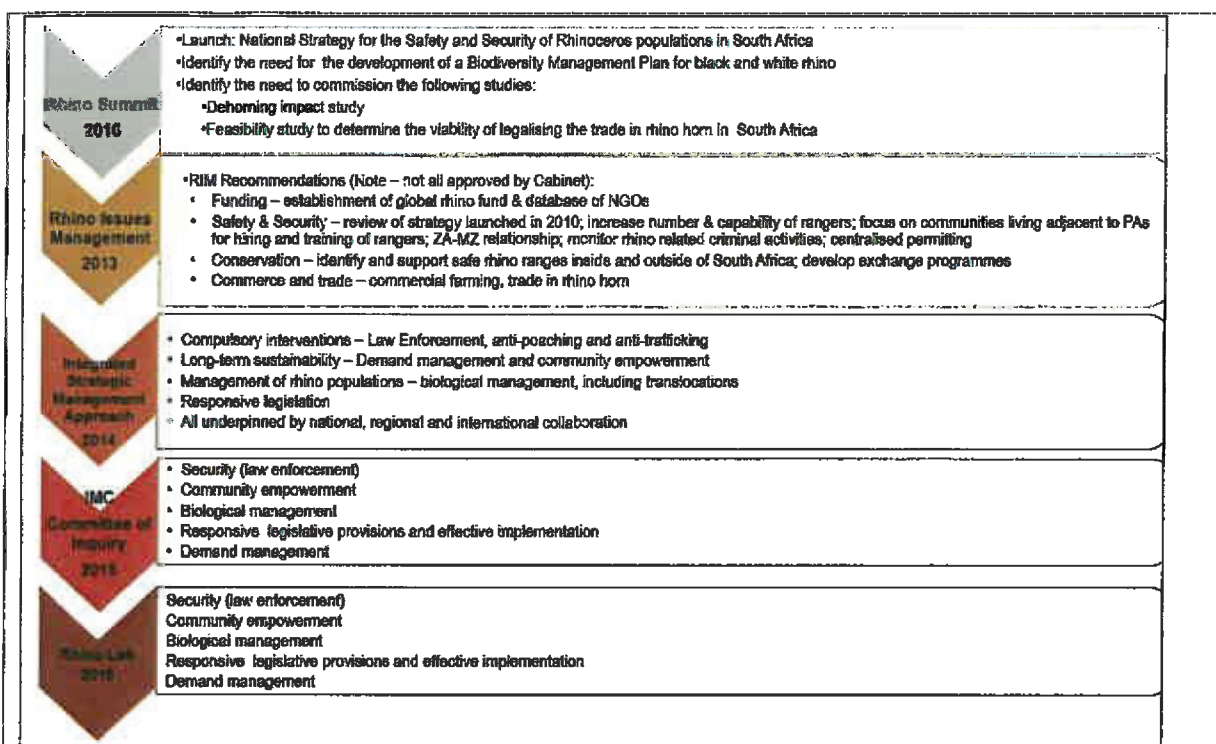 Rhino Summit
2010
•Launch: National Strategy for the Safety and Security of Rhinoceros populations in South Africa
•Identify the need for the development of a Biodiversity Management Plan for black and white rhino
•Identify the need to commission the following studies:
•Dehorning impact study
•Feasibility study to determine the viability of legalising the trade in rhino horn in South Africa
Rhino Issues
Management
2013
•RIM Recommendations (Note – not all approved by Cabinet):
• Funding – establishment of global rhino fund & database of NGOs
• Safety & Security – review of strategy launched in 2010; increase number & capability of rangers; focus on communities living adjacent to PAs
for hiring and training of rangers; ZA-MZ relationship; monitor rhino related criminal activities; centralised permitting
• Conservation – identify and support safe rhino ranges inside and outside of South Africa; develop exchange programmes
• Commerce and trade – commercial farming, trade in rhino horn
Integrated
Strategic
Management
Approach
2014
• Compulsory interventions – Law Enforcement, anti-poaching and anti-trafficking
• Long-term sustainability – Demand management and community empowerment
• Management of rhino populations – biological management, including translocations
• Responsive legislation
• All underpinned by national, regional and international collaboration
IMC
Committee of
Inquiry
• Security (law enforcement)
• Community empowerment
• Biological management
• Responsive legislative provisions and effective implementation
• Demand management
Rhino Lab
Security (law enforcement)
Community empowerment
Biological management
Responsive legislative provisions and effective implementation
Demand management